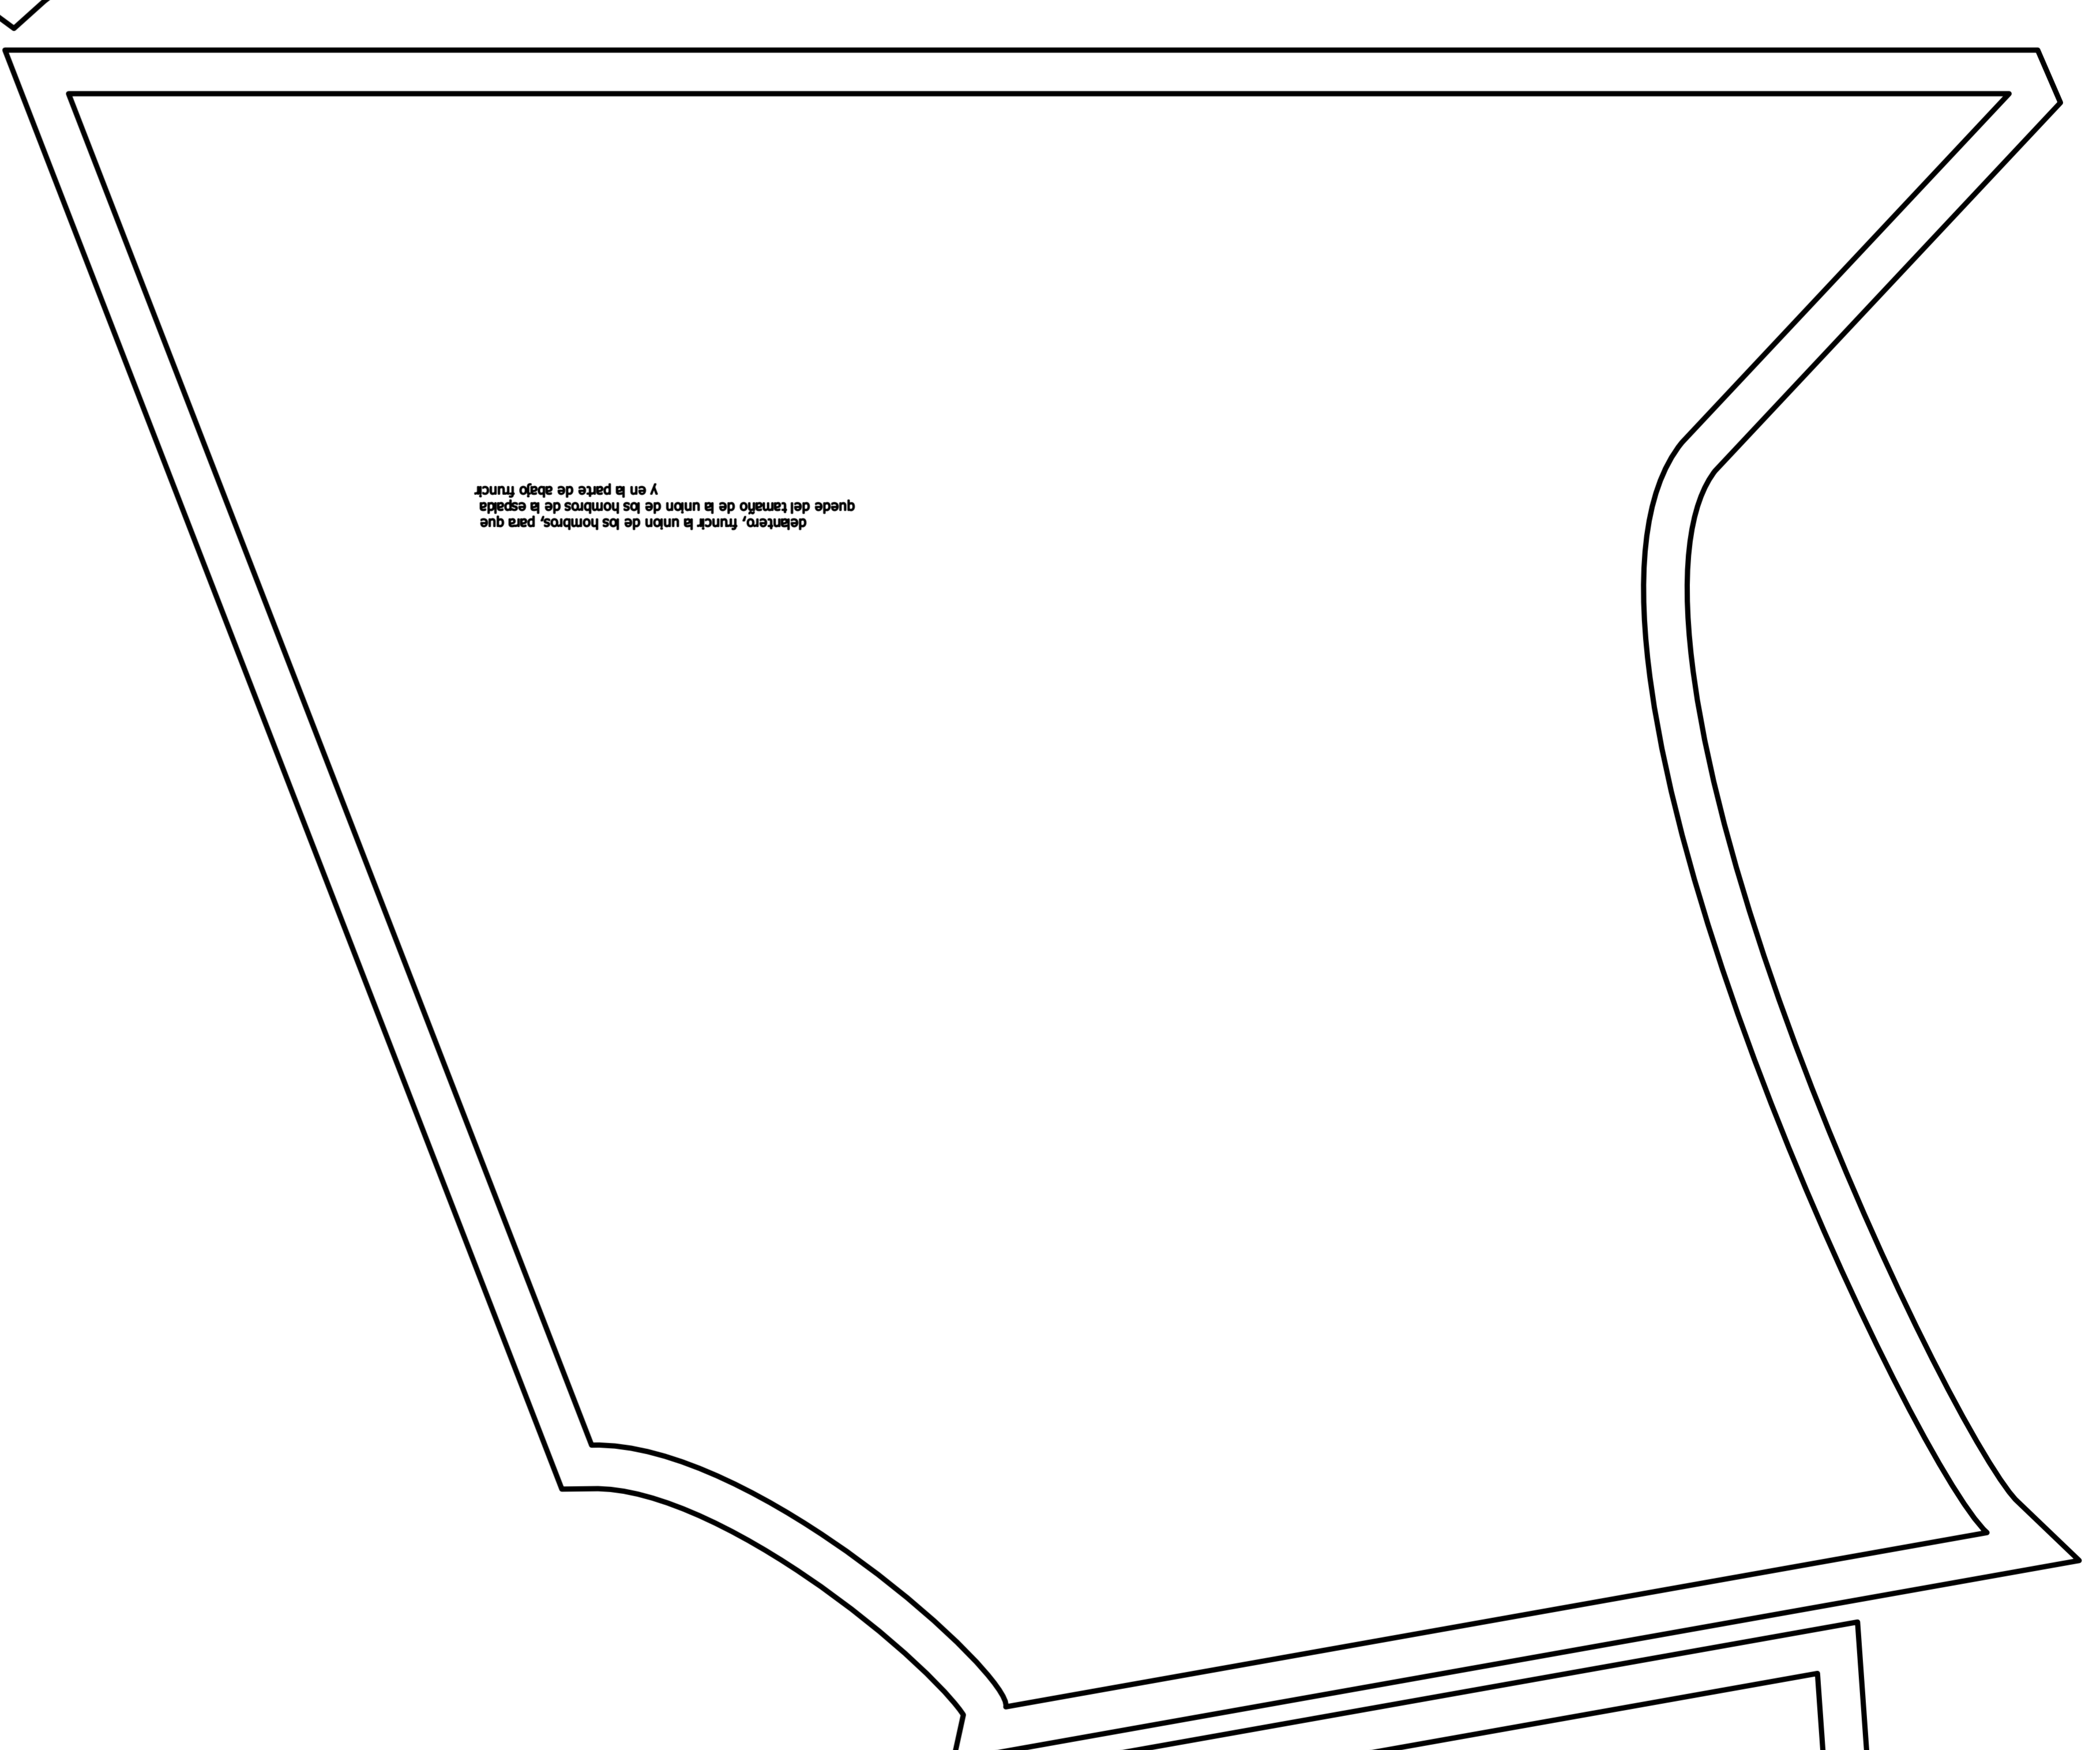 delantero, fruncir la union de los hombros, para que
quede del tamaño de la union de los hombros de la espalda
y en la parte de abajo fruncir